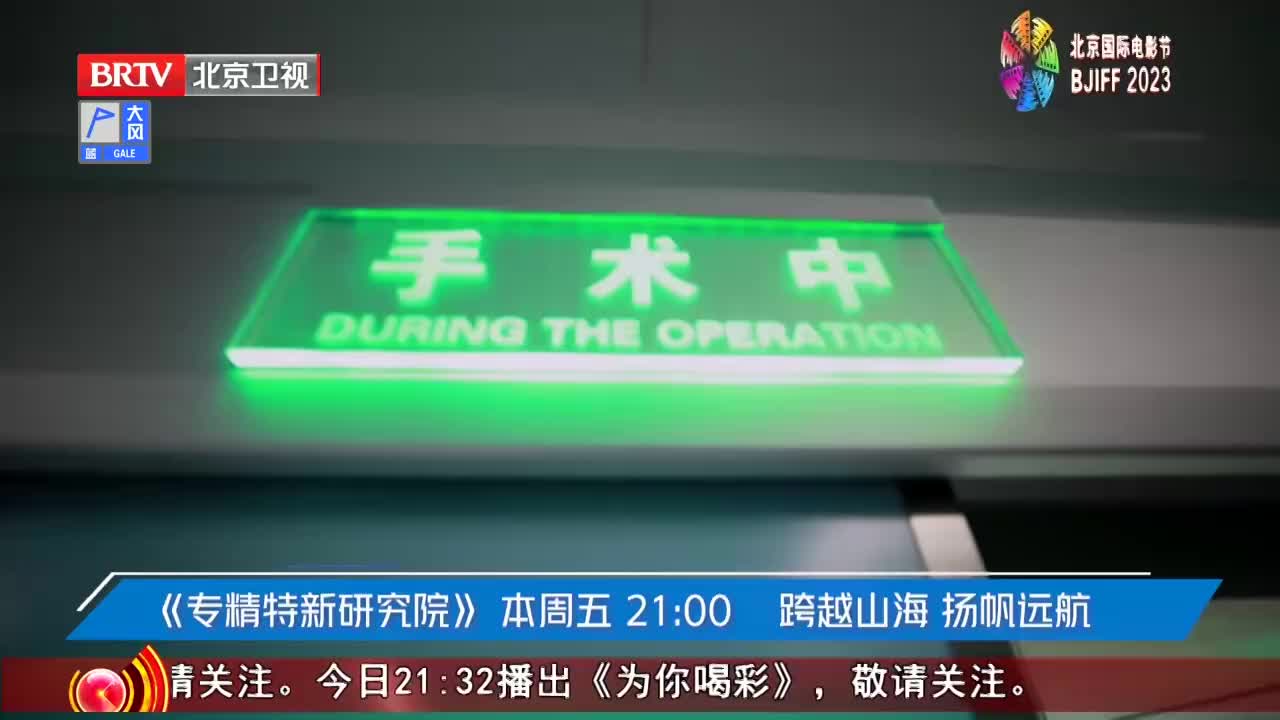 BRTV 北京卫视
大风
蓝 GALE
北京国际电影节
BJIFF 2023
手术中
DURING THE OPERATION
《专精特新研究院》 本周五 21:00 跨越山海 扬帆远航
请关注。今日21:32播出《为你喝彩》，敬请关注。